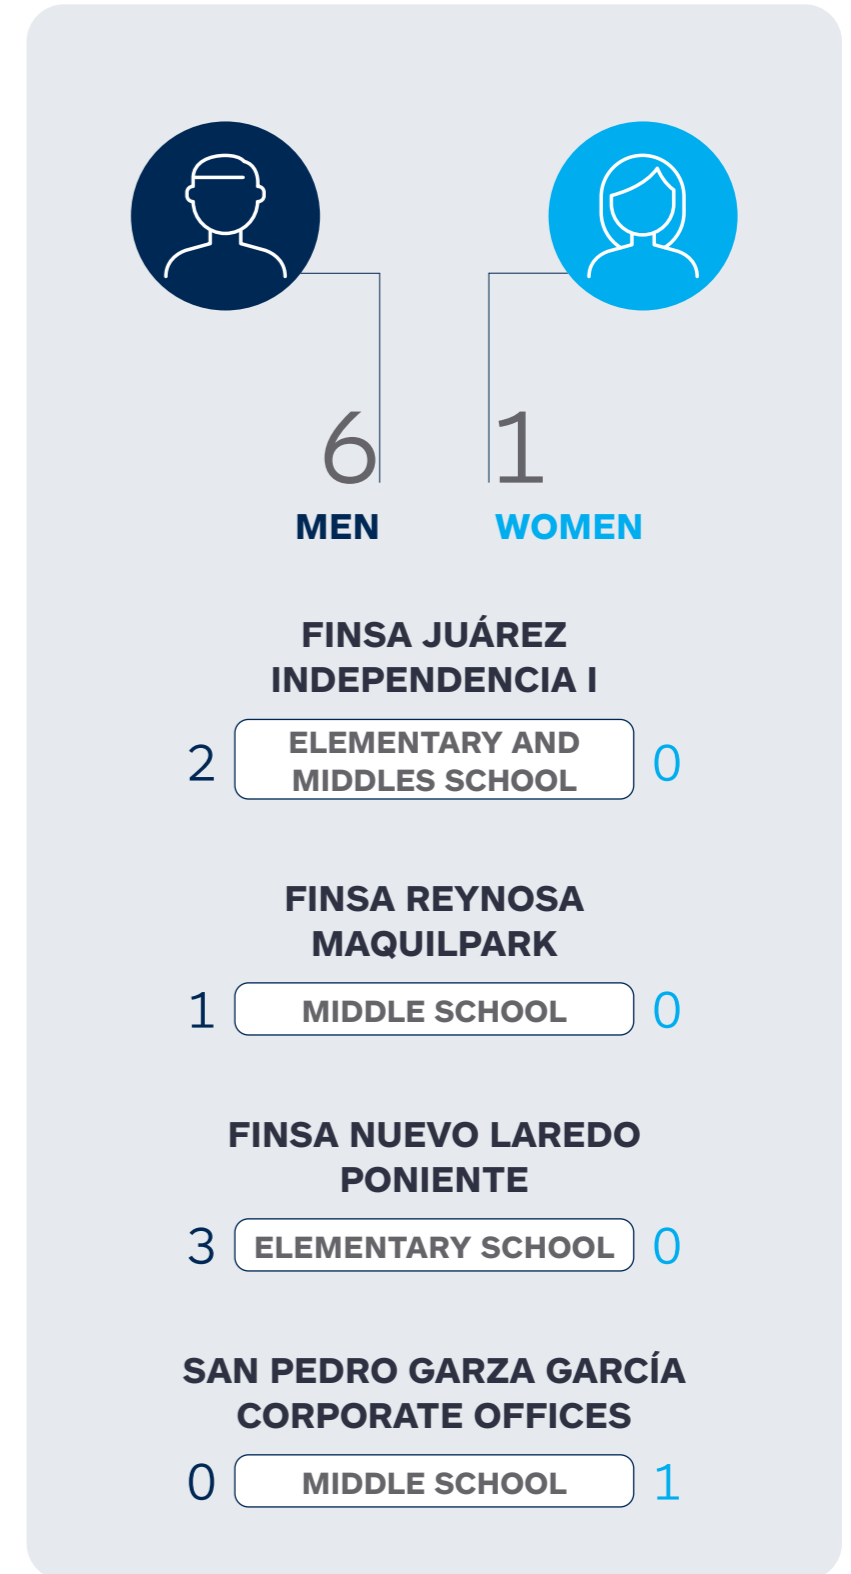 6 1
MEN WOMEN
FINSA JUÁREZ
INDEPENDENCIA I
2 ELEMENTARY AND
MIDDLES SCHOOL 0
FINSA REYNOSA
MAQUILPARK
1 MIDDLE SCHOOL 0
FINSA NUEVO LAREDO
PONIENTE
3 ELEMENTARY SCHOOL 0
SAN PEDRO GARZA GARCÍA
CORPORATE OFFICES
0 MIDDLE SCHOOL 1